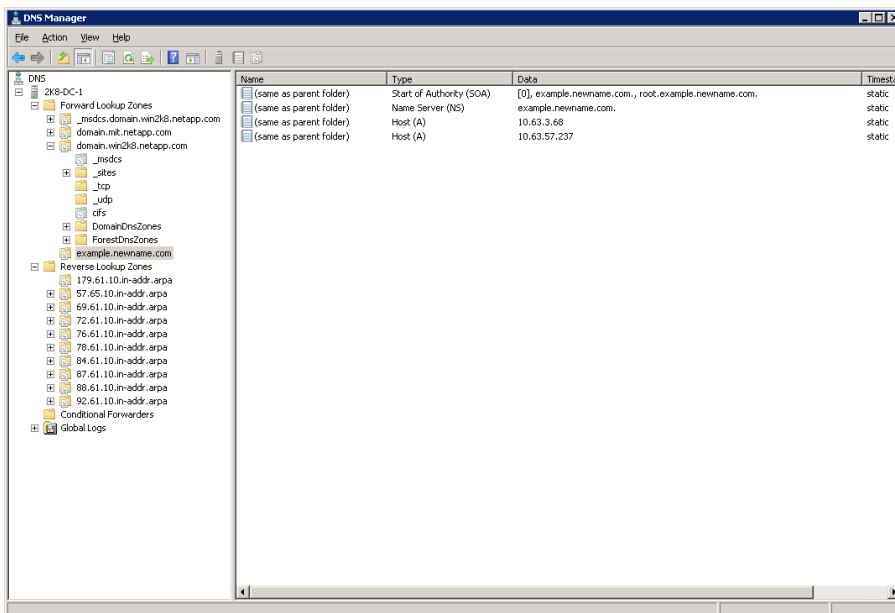 DNS Manager
File Action View Help
DNS
2K8-DC-1
Forward Lookup Zones
_msdcs.domain.win2k8.netapp.com
domain.mit.netapp.com
domain.win2k8.netapp.com
_msdcs
_sites
_tcp
_udp
cifs
DomainDnsZones
ForestDnsZones
example.newname.com
Reverse Lookup Zones
179.61.10.in-addr.arpa
57.65.10.in-addr.arpa
69.61.10.in-addr.arpa
72.61.10.in-addr.arpa
76.61.10.in-addr.arpa
78.61.10.in-addr.arpa
84.61.10.in-addr.arpa
87.61.10.in-addr.arpa
88.61.10.in-addr.arpa
92.61.10.in-addr.arpa
Conditional Forwarders
Global Logs
Name Type Data Timesta
(same as parent folder) Start of Authority (SOA) [0], example.newname.com., root.example.newname.com. static
(same as parent folder) Name Server (NS) example.newname.com. static
(same as parent folder) Host (A) 10.63.3.68 static
(same as parent folder) Host (A) 10.63.57.237 static